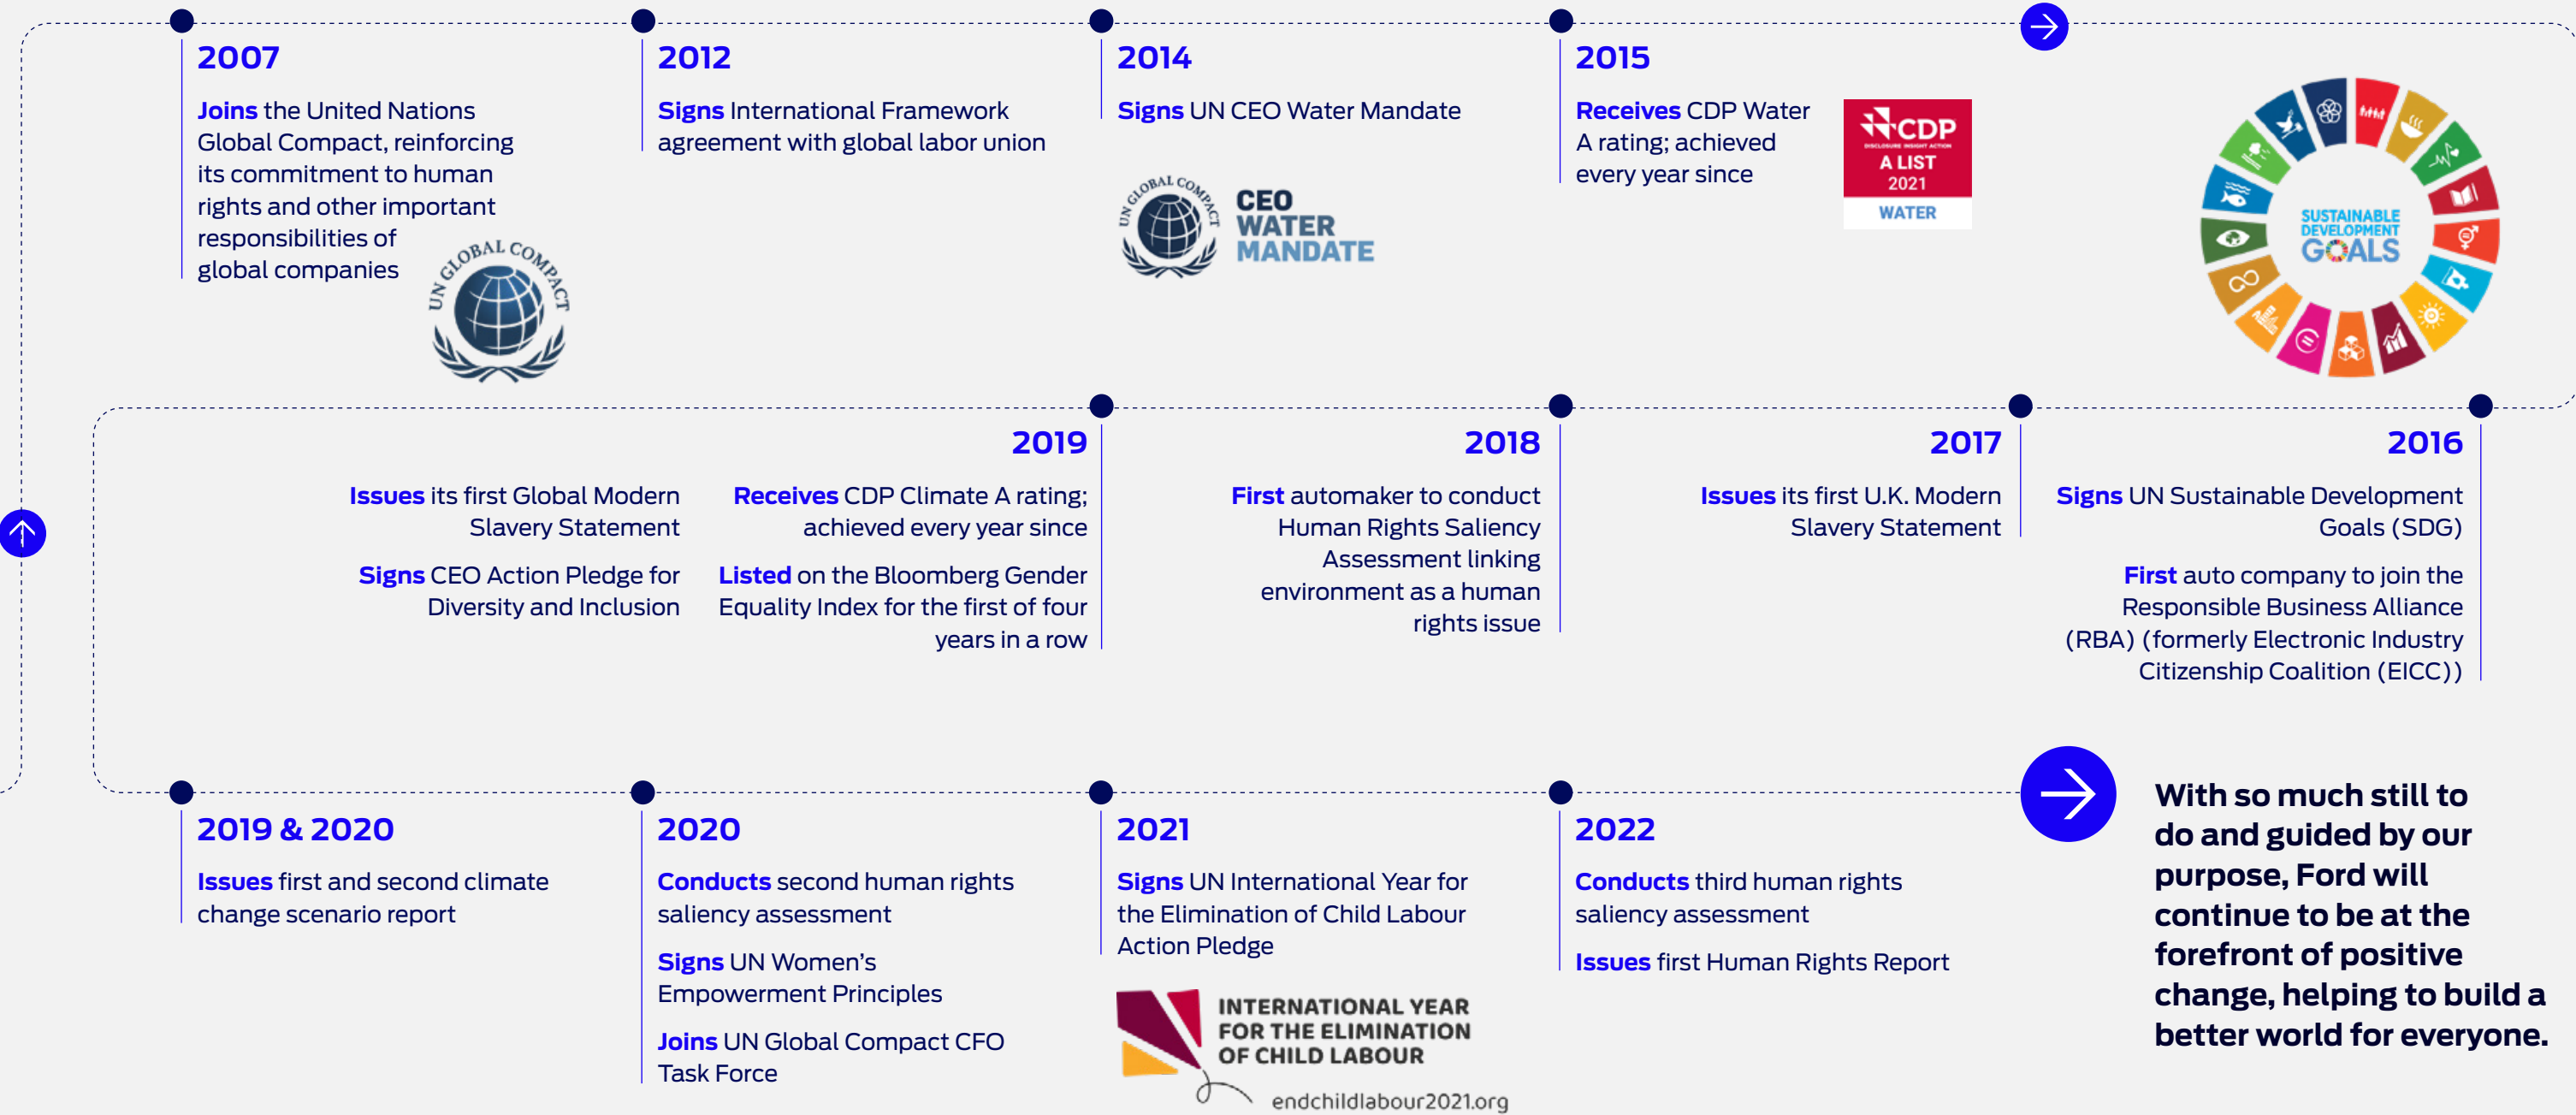 2007
Joins the United Nations
Global Compact, reinforcing
its commitment to human
rights and other important
responsibilities of
global companies
UN GLOBAL COMPACT
2012
Signs International Framework
agreement with global labor union
2014
Signs UN CEO Water Mandate
UN GLOBAL COMPACT
CEO
WATER
MANDATE
2015
Receives CDP Water
A rating; achieved
every year since
CDP
DISCLOSURE INSIGHT ACTION
A LIST
2021
WATER
SUSTAINABLE
DEVELOPMENT
GOALS
2016
Signs UN Sustainable Development
Goals (SDG)
First auto company to join the
Responsible Business Alliance
(RBA) (formerly Electronic Industry
Citizenship Coalition (EICC))
2017
Issues its first U.K. Modern
Slavery Statement
2018
First automaker to conduct
Human Rights Saliency
Assessment linking
environment as a human
rights issue
2019
Receives CDP Climate A rating;
achieved every year since
Listed on the Bloomberg Gender
Equality Index for the first of four
years in a row
Issues its first Global Modern
Slavery Statement
Signs CEO Action Pledge for
Diversity and Inclusion
2019 & 2020
Issues first and second climate
change scenario report
2020
Conducts second human rights
saliency assessment
Signs UN Women's
Empowerment Principles
Joins UN Global Compact CFO
Task Force
2021
Signs UN International Year for
the Elimination of Child Labour
Action Pledge
INTERNATIONAL YEAR
FOR THE ELIMINATION
OF CHILD LABOUR
endchildlabour2021.org
2022
Conducts third human rights
saliency assessment
Issues first Human Rights Report
With so much still to
do and guided by our
purpose, Ford will
continue to be at the
forefront of positive
change, helping to build a
better world for everyone.